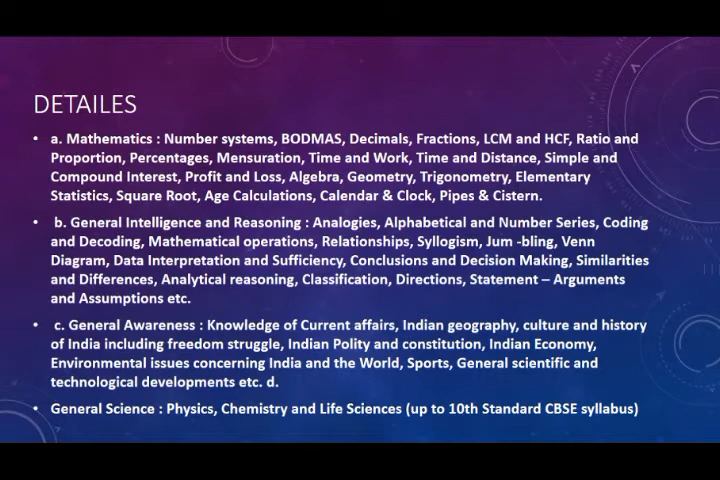 DETAILES
• a. Mathematics : Number systems, BODMAS, Decimals, Fractions, LCM and HCF, Ratio and
Proportion, Percentages, Mensuration, Time and Work, Time and Distance, Simple and
Compound Interest, Profit and Loss, Algebra, Geometry, Trigonometry, Elementary
Statistics, Square Root, Age Calculations, Calendar & Clock, Pipes & Cistern.
• b. General Intelligence and Reasoning : Analogies, Alphabetical and Number Series, Coding
and Decoding, Mathematical operations, Relationships, Syllogism, Jum -bling, Venn
Diagram, Data Interpretation and Sufficiency, Conclusions and Decision Making, Similarities
and Differences, Analytical reasoning, Classification, Directions, Statement – Arguments
and Assumptions etc.
• c. General Awareness : Knowledge of Current affairs, Indian geography, culture and history
of India including freedom struggle, Indian Polity and constitution, Indian Economy,
Environmental issues concerning India and the World, Sports, General scientific and
technological developments etc. d.
• General Science : Physics, Chemistry and Life Sciences (up to 10th Standard CBSE syllabus)